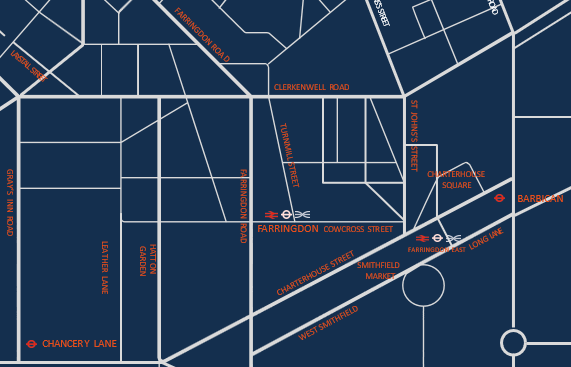 FARRINGDON ROAD
CLERKENWELL ROAD
ST JOHN'S STREET
TURNMILL STREET
CHARTERHOUSE
SQUARE
GRAY'S INN ROAD
FARRINGDON ROAD
BARBICAN
FARRINGDON COWCROSS STREET
FARRINGDON EAST
LONG LANE
LEATHER LANE
HATTON
GARDEN
CHARTERHOUSE STREET
SMITHFIELD
MARKET
WEST SMITHFIELD
CHANCERY LANE